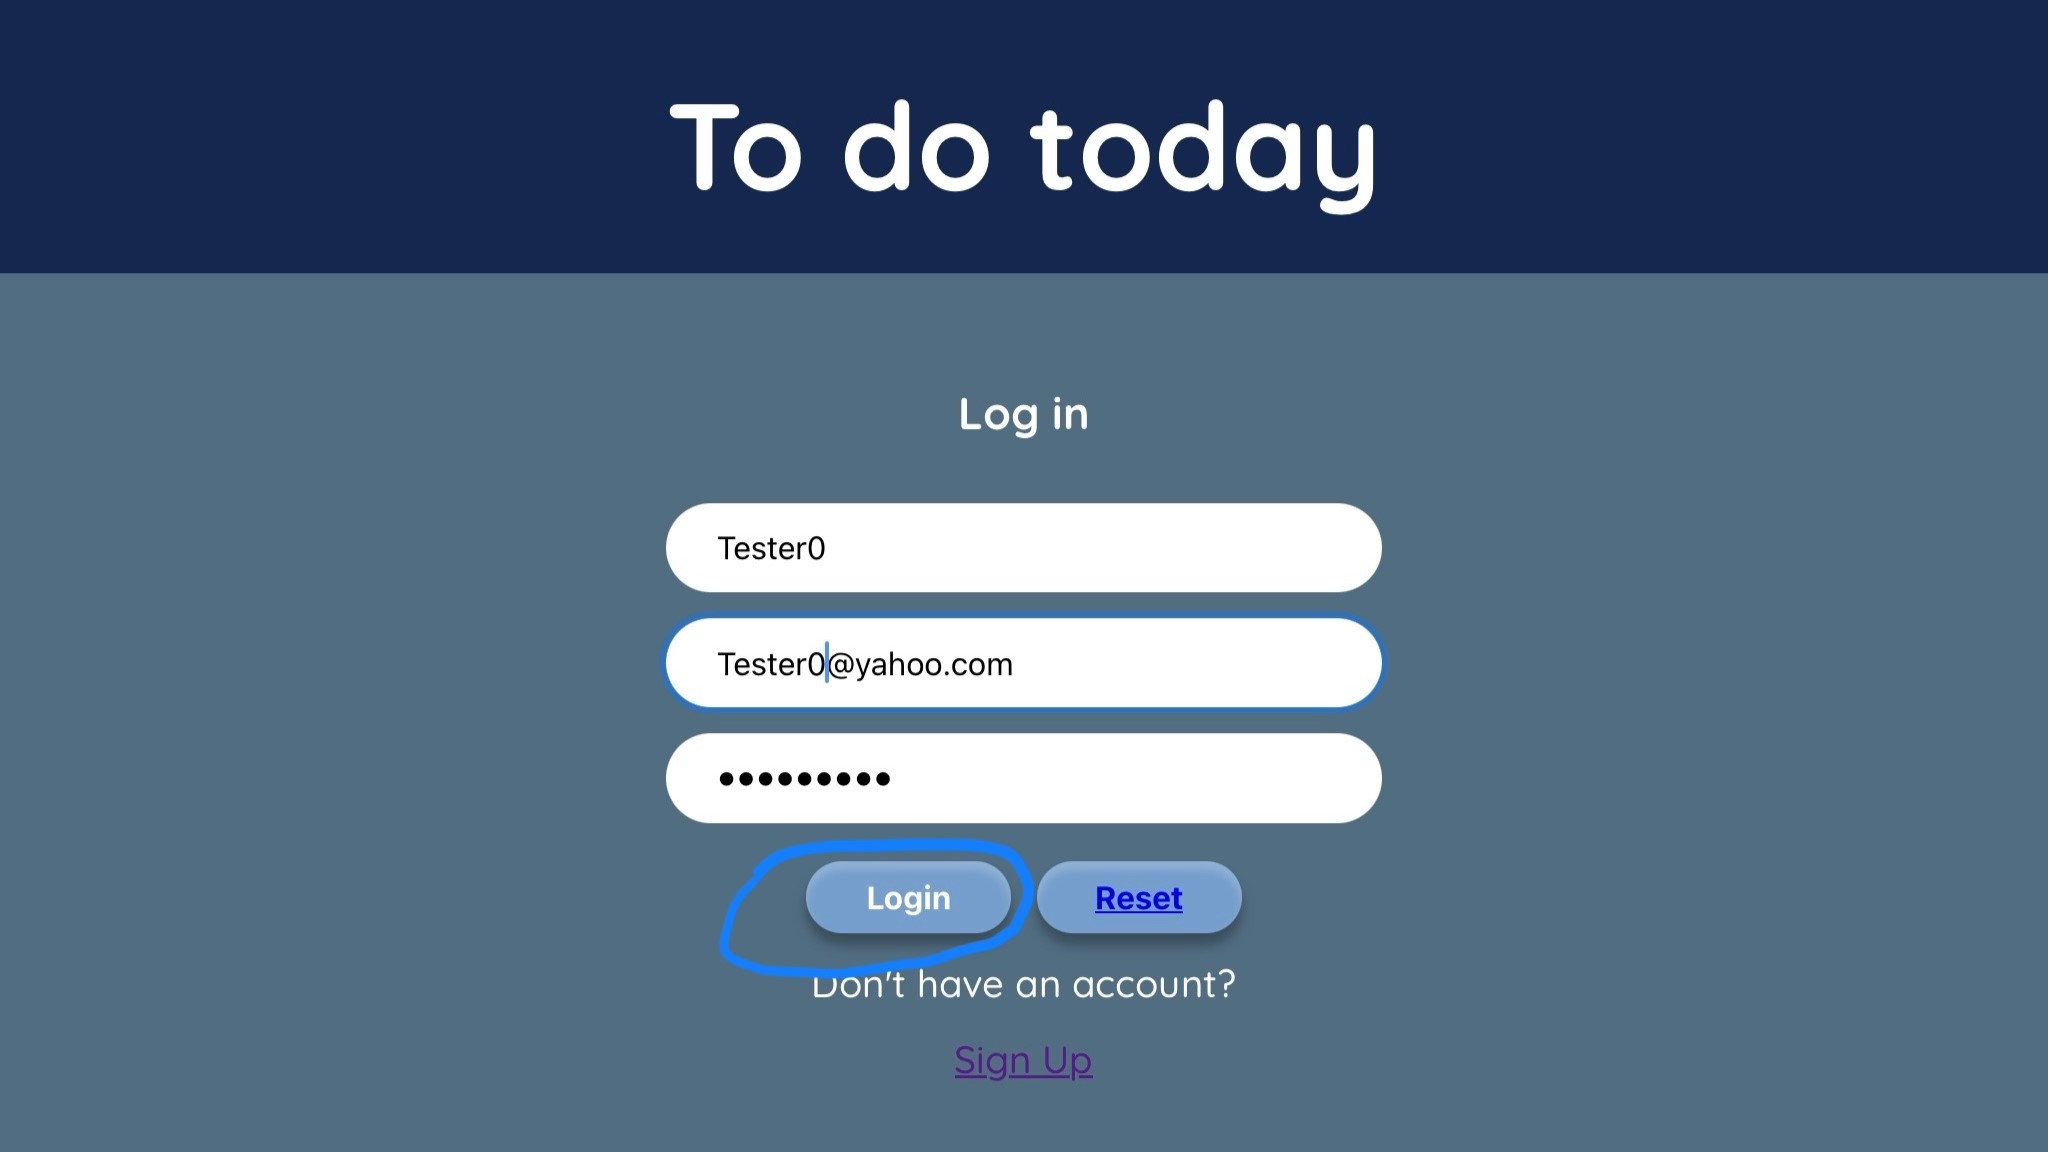 To do today
Log in
Tester0
Tester0@yahoo.com
•••••••••
Login
Reset
Don't have an account?
Sign Up